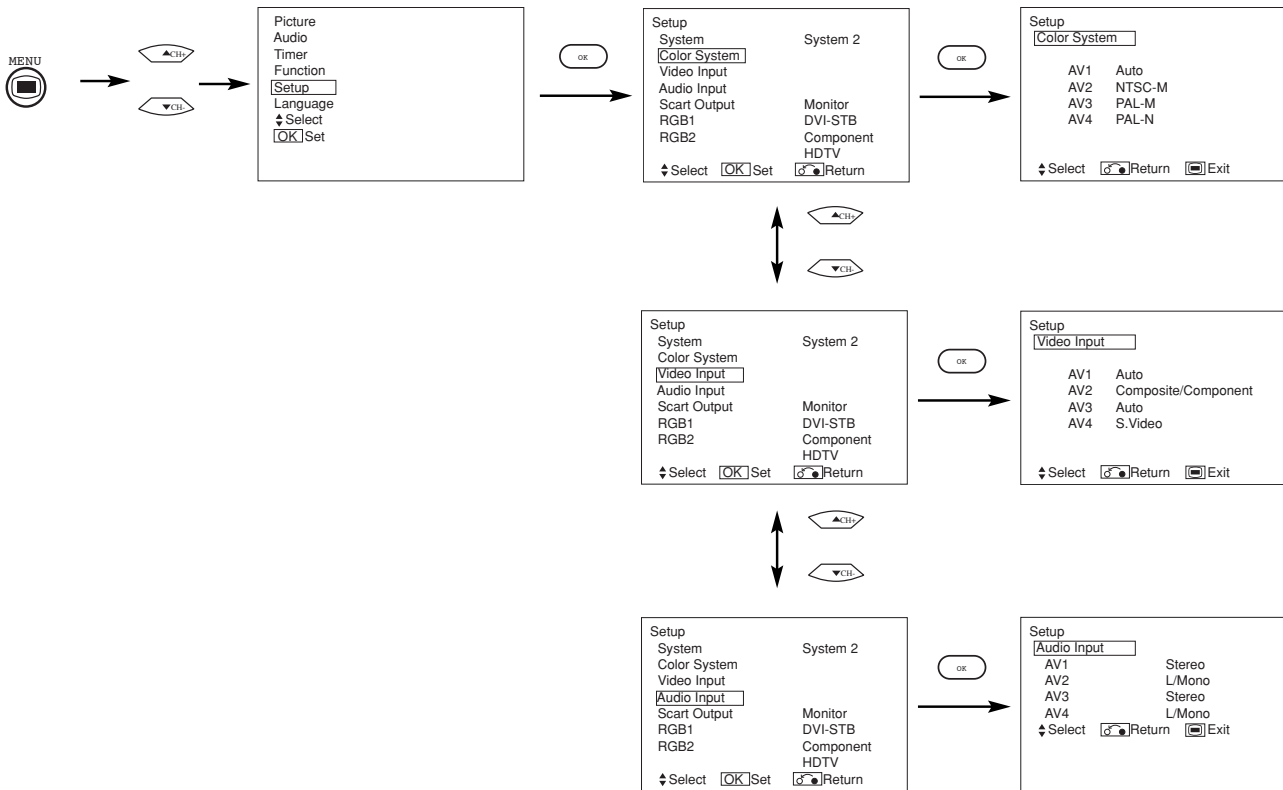 MENU
▲CH+
▼CH-
Picture
Audio
Timer
Function
Setup
Language
Select
OK Set
OK
Setup
System System 2
Color System
Video Input
Audio Input
Scart Output Monitor
RGB1 DVI-STB
RGB2 Component
HDTV
Select OK Set Return
OK
Setup
Color System
AV1 Auto
AV2 NTSC-M
AV3 PAL-M
AV4 PAL-N
Select Return Exit
▲CH+
▼CH-
Setup
System System 2
Color System
Video Input
Audio Input
Scart Output Monitor
RGB1 DVI-STB
RGB2 Component
HDTV
Select OK Set Return
OK
Setup
Video Input
AV1 Auto
AV2 Composite/Component
AV3 Auto
AV4 S.Video
Select Return Exit
▲CH+
▼CH-
Setup
System System 2
Color System
Video Input
Audio Input
Scart Output Monitor
RGB1 DVI-STB
RGB2 Component
HDTV
Select OK Set Return
OK
Setup
Audio Input
AV1 Stereo
AV2 L/Mono
AV3 Stereo
AV4 L/Mono
Select Return Exit